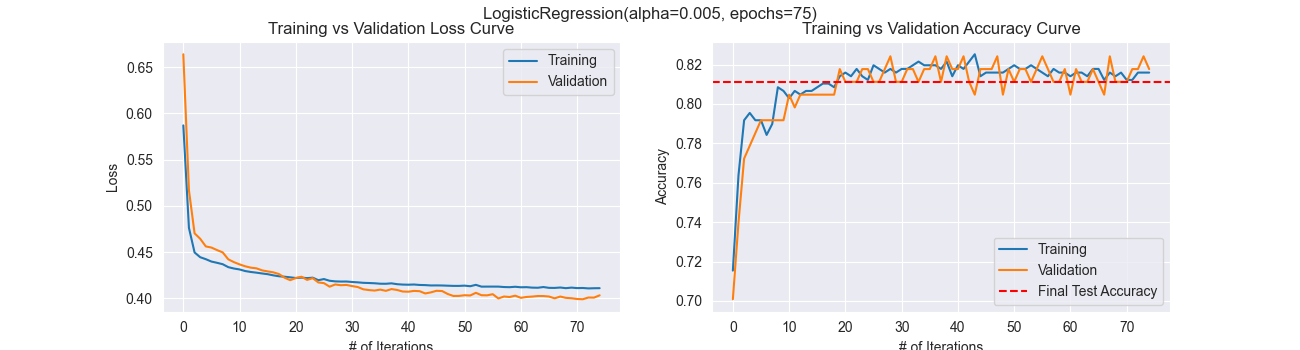 LogisticRegression(alpha=0.005, epochs=75)
Training vs Validation Loss Curve
Loss
0.65
0.60
0.55
0.50
0.45
0.40
0 10 20 30 40 50 60 70
# of Iterations
Training
Validation
Training vs Validation Accuracy Curve
Accuracy
0.82
0.80
0.78
0.76
0.74
0.72
0.70
0 10 20 30 40 50 60 70
# of Iterations
Training
Validation
Final Test Accuracy